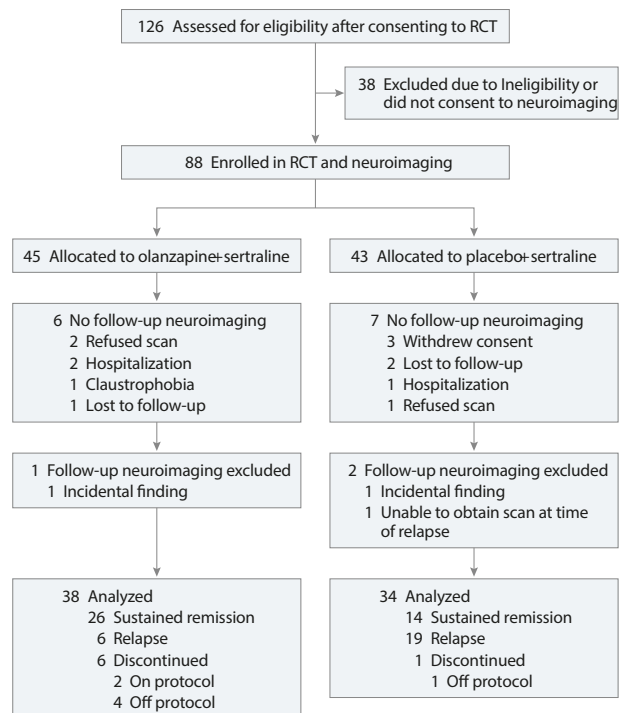 126 Assessed for eligibility after consenting to RCT
38 Excluded due to Ineligibility or
did not consent to neuroimaging
88 Enrolled in RCT and neuroimaging
45 Allocated to olanzapine+sertraline
43 Allocated to placebo+sertraline
6 No follow-up neuroimaging
2 Refused scan
2 Hospitalization
1 Claustrophobia
1 Lost to follow-up
7 No follow-up neuroimaging
3 Withdrew consent
2 Lost to follow-up
1 Hospitalization
1 Refused scan
1 Follow-up neuroimaging excluded
1 Incidental finding
2 Follow-up neuroimaging excluded
1 Incidental finding
1 Unable to obtain scan at time
of relapse
38 Analyzed
26 Sustained remission
6 Relapse
6 Discontinued
2 On protocol
4 Off protocol
34 Analyzed
14 Sustained remission
19 Relapse
1 Discontinued
1 Off protocol